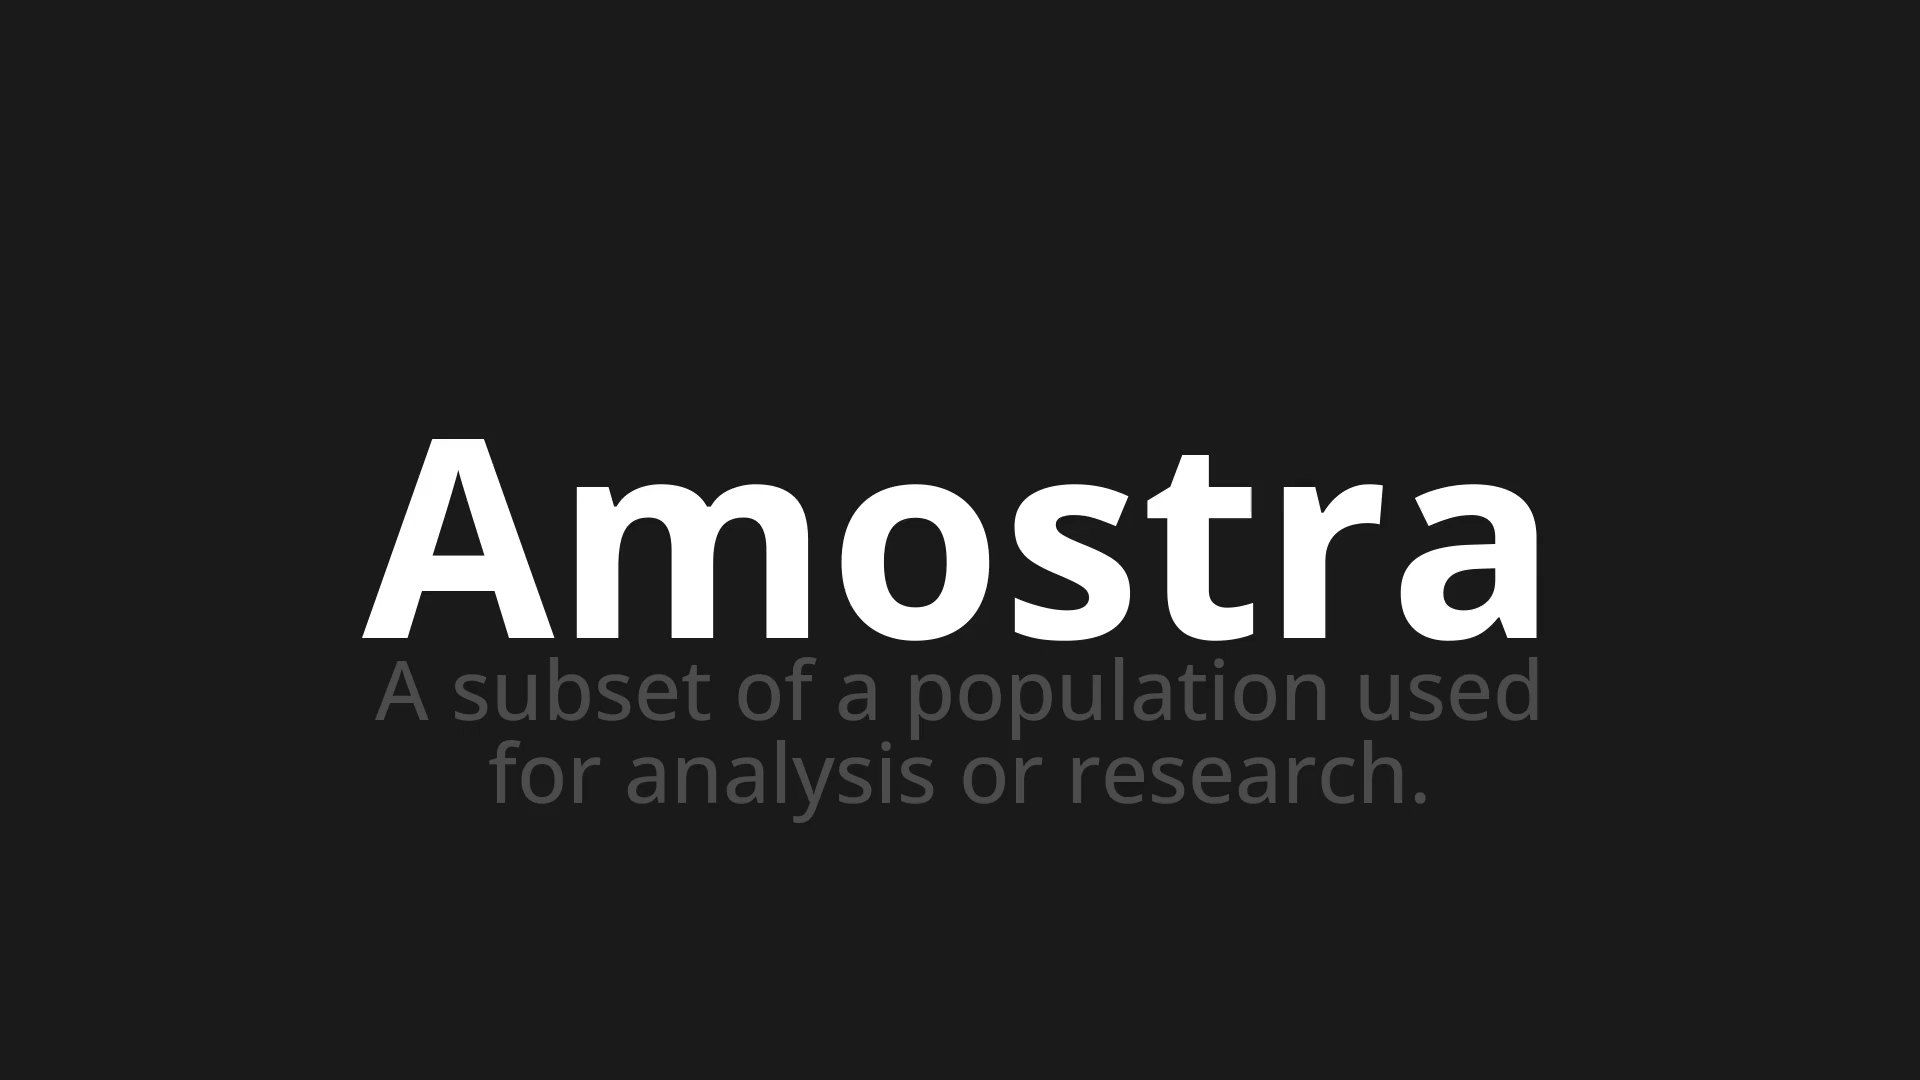 Amostra
A subset of a population used
for analysis or research.